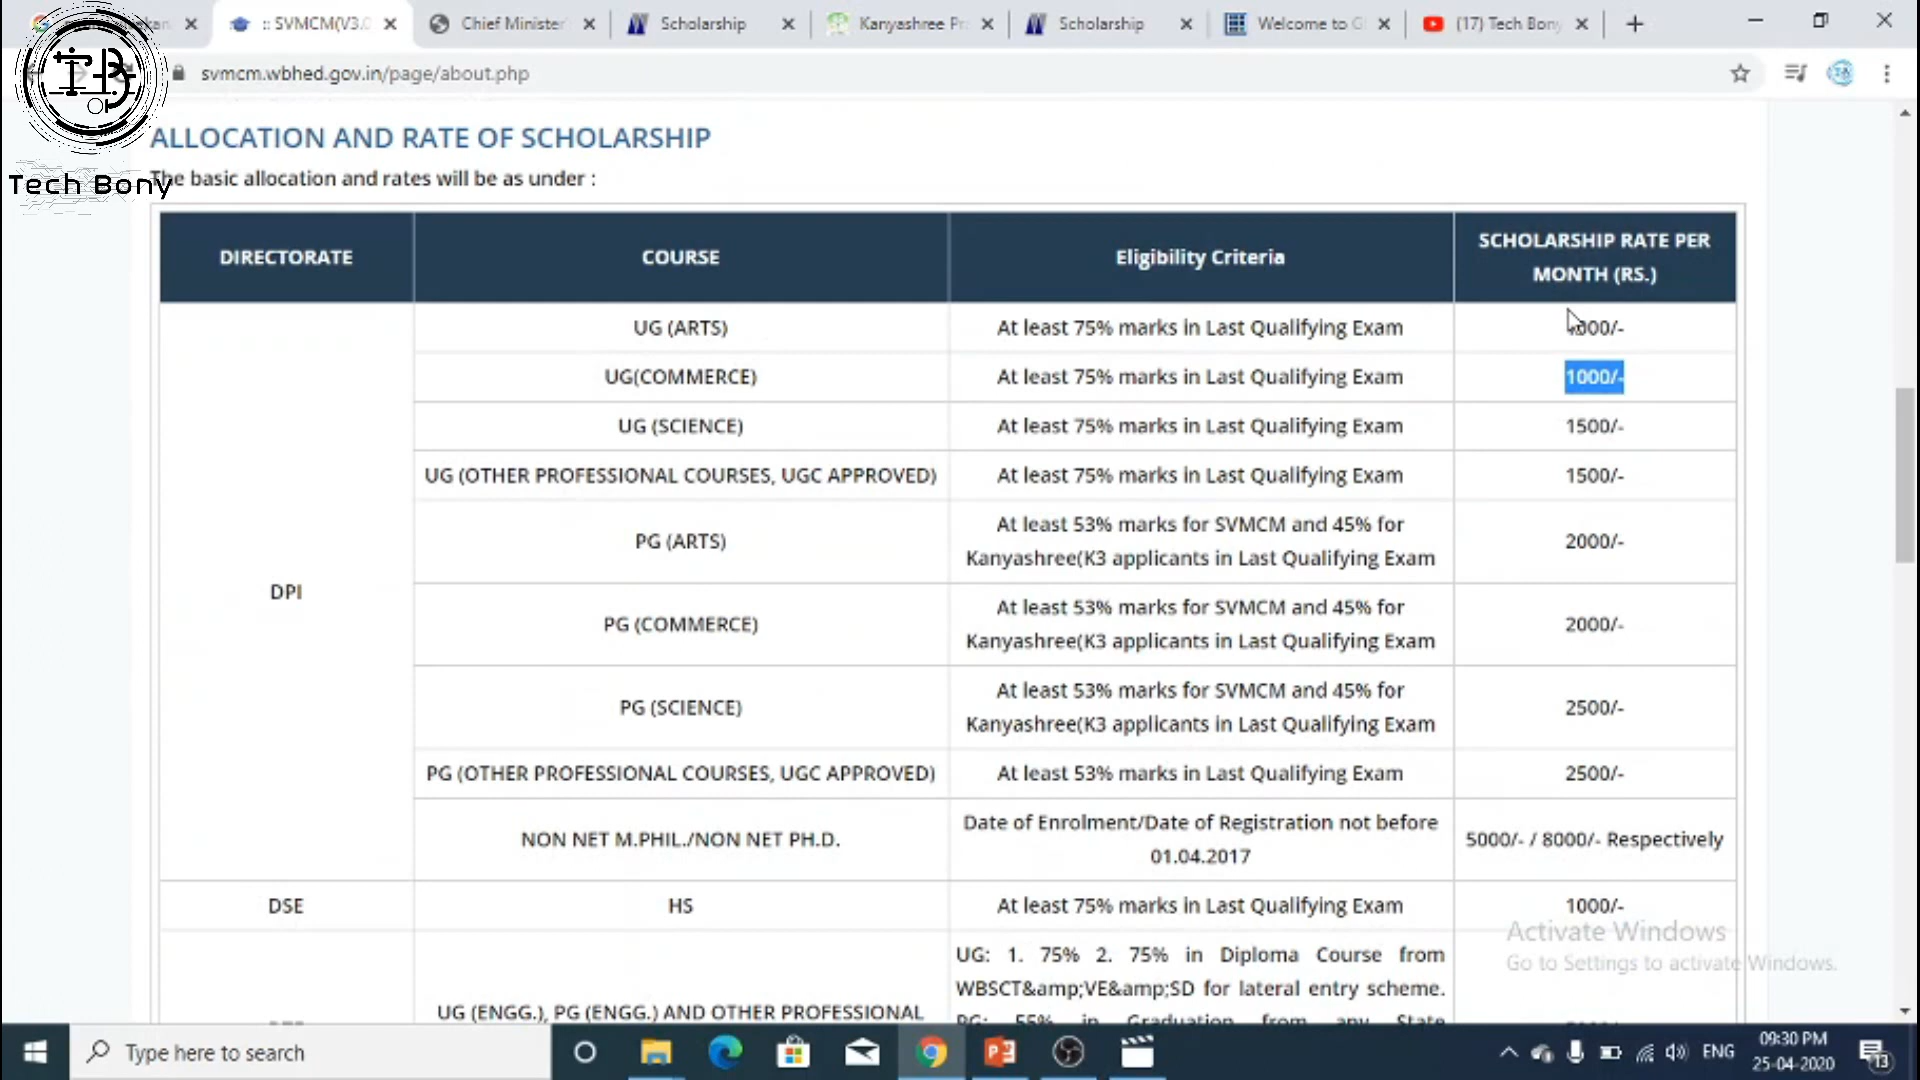 SVMCM(V3.0
Chief Minister
Scholarship
Kanyashree Pr
Scholarship
Welcome to G
(17) Tech Bony
svmcm.wbhed.gov.in/page/about.php
TB
Tech Bony
ALLOCATION AND RATE OF SCHOLARSHIP
The basic allocation and rates will be as under :
DIRECTORATE COURSE Eligibility Criteria SCHOLARSHIP RATE PER MONTH (RS.)
UG (ARTS) At least 75% marks in Last Qualifying Exam
UG(COMMERCE) At least 75% marks in Last Qualifying Exam 1000/-
UG (SCIENCE) At least 75% marks in Last Qualifying Exam 1500/-
UG (OTHER PROFESSIONAL COURSES, UGC APPROVED) At least 75% marks in Last Qualifying Exam 1500/-
PG (ARTS) At least 53% marks for SVMCM and 45% for
Kanyashree(K3 applicants in Last Qualifying Exam 2000/-
DPI
PG (COMMERCE) At least 53% marks for SVMCM and 45% for
Kanyashree(K3 applicants in Last Qualifying Exam 2000/-
PG (SCIENCE) At least 53% marks for SVMCM and 45% for
Kanyashree(K3 applicants in Last Qualifying Exam 2500/-
PG (OTHER PROFESSIONAL COURSES, UGC APPROVED) At least 53% marks in Last Qualifying Exam 2500/-
NON NET M.PHIL./NON NET PH.D. Date of Enrolment/Date of Registration not before
01.04.2017 5000/- / 8000/- Respectively
DSE HS At least 75% marks in Last Qualifying Exam 1000/-
UG (ENGG.), PG (ENGG.) AND OTHER PROFESSIONAL
UG: 1. 75% 2. 75% in Diploma Course from
WBSCT&amp;VE&amp;SD for lateral entry scheme.
PG: 55% in Graduation from any State
Activate Windows
Go to Settings to activate Windows.
Type here to search
ENG
09:30 PM
25-04-2020
13